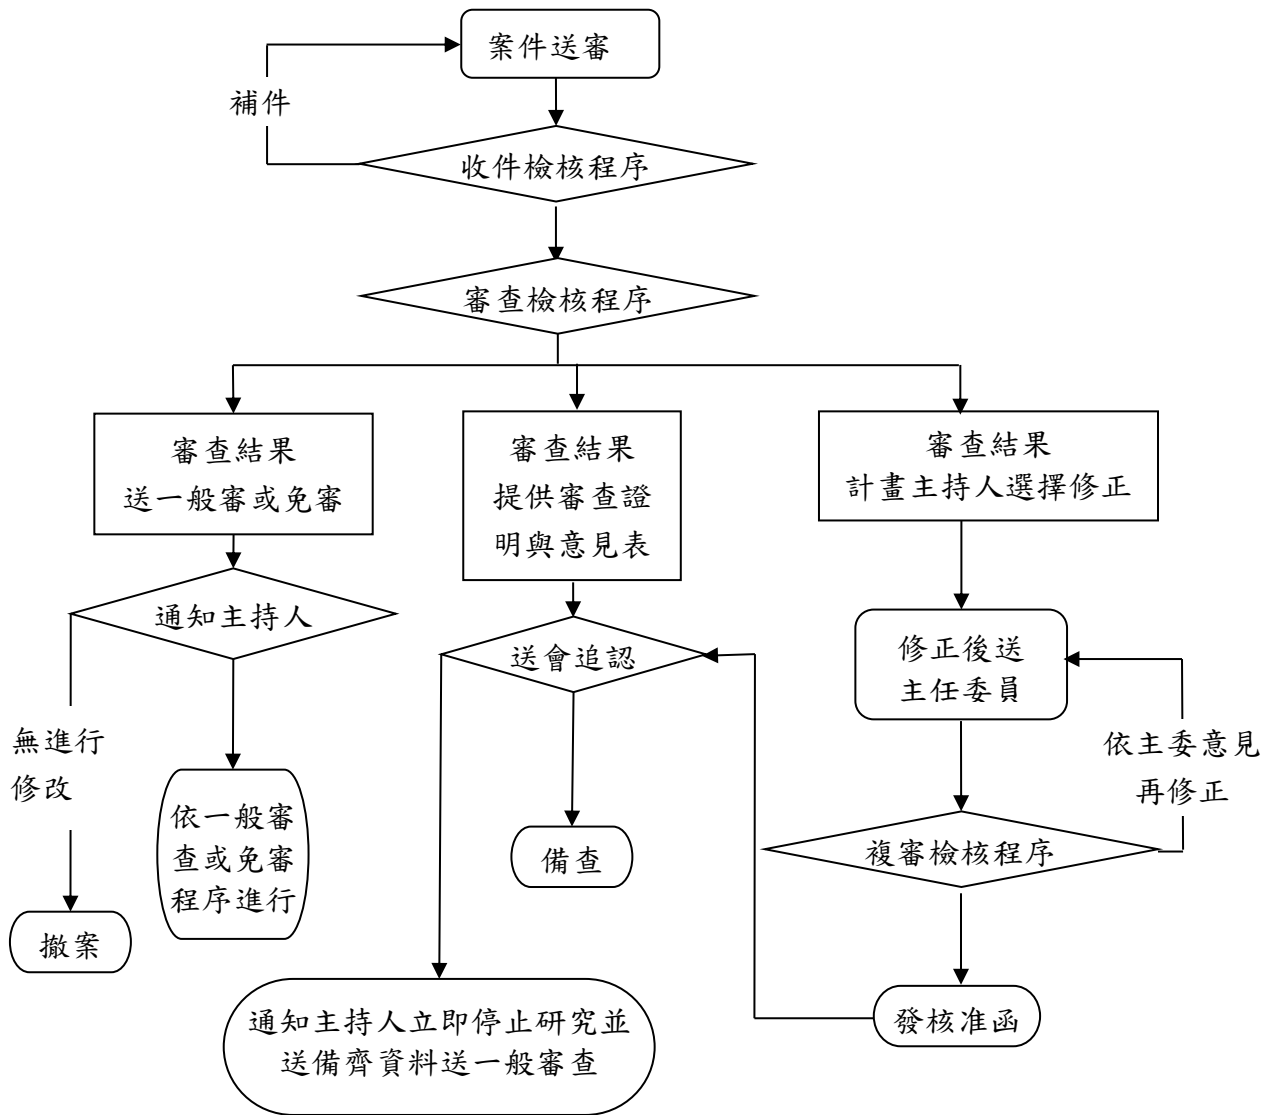 案件送審
補件
收件檢核程序
審查檢核程序
審查結果
送一般審或免審
審查結果
提供審查證
明與意見表
審查結果
計畫主持人選擇修正
通知主持人
送會追認
修正後送
主任委員
無進行
修改
依主委意見
再修正
依一般審
查或免審
程序進行
備查
複審檢核程序
撤案
通知主持人立即停止研究並
送備齊資料送一般審查
發核准函